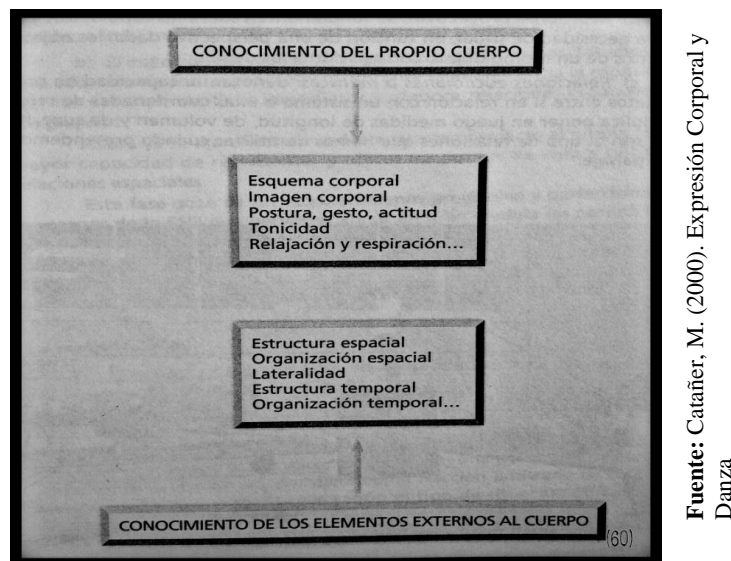 CONOCIMIENTO DEL PROPIO CUERPO
Esquema corporal
Imagen corporal
Postura, gesto, actitud
Tonicidad
Relajación y respiración...
Estructura espacial
Organización espacial
Lateralidad
Estructura temporal
Organización temporal...
CONOCIMIENTO DE LOS ELEMENTOS EXTERNOS AL CUERPO
(60)
Fuente: Catañer, M. (2000). Expresión Corporal y
Danza